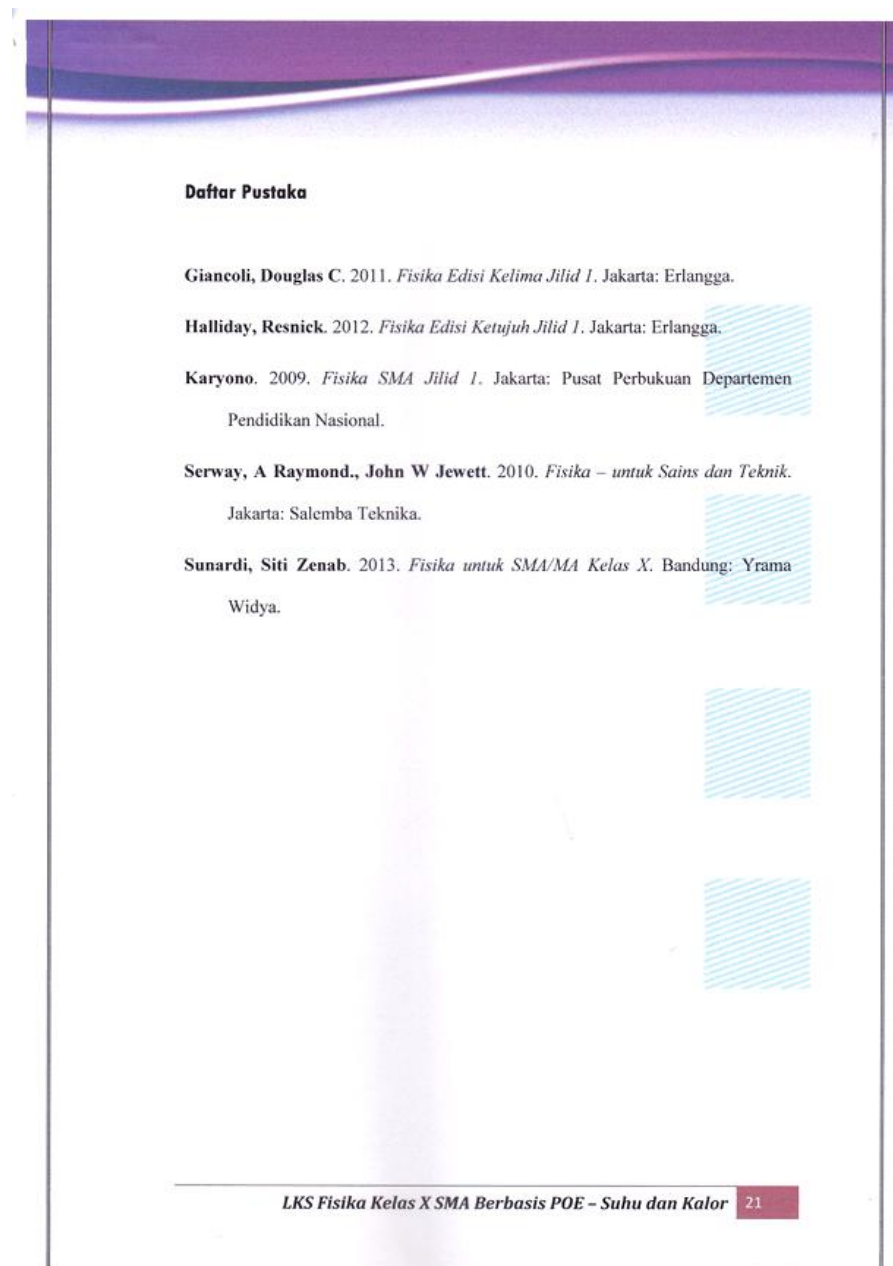 Daftar Pustaka
Giancoli, Douglas C. 2011. Fisika Edisi Kelima Jilid 1. Jakarta: Erlangga.
Halliday, Resnick. 2012. Fisika Edisi Ketujuh Jilid 1. Jakarta: Erlangga.
Karyono. 2009. Fisika SMA Jilid 1. Jakarta: Pusat Perbukuan Departemen
Pendidikan Nasional.
Serway, A Raymond., John W Jewett. 2010. Fisika – untuk Sains dan Teknik.
Jakarta: Salemba Teknika.
Sunardi, Siti Zenab. 2013. Fisika untuk SMA/MA Kelas X. Bandung: Yrama
Widya.
LKS Fisika Kelas X SMA Berbasis POE – Suhu dan Kalor 21